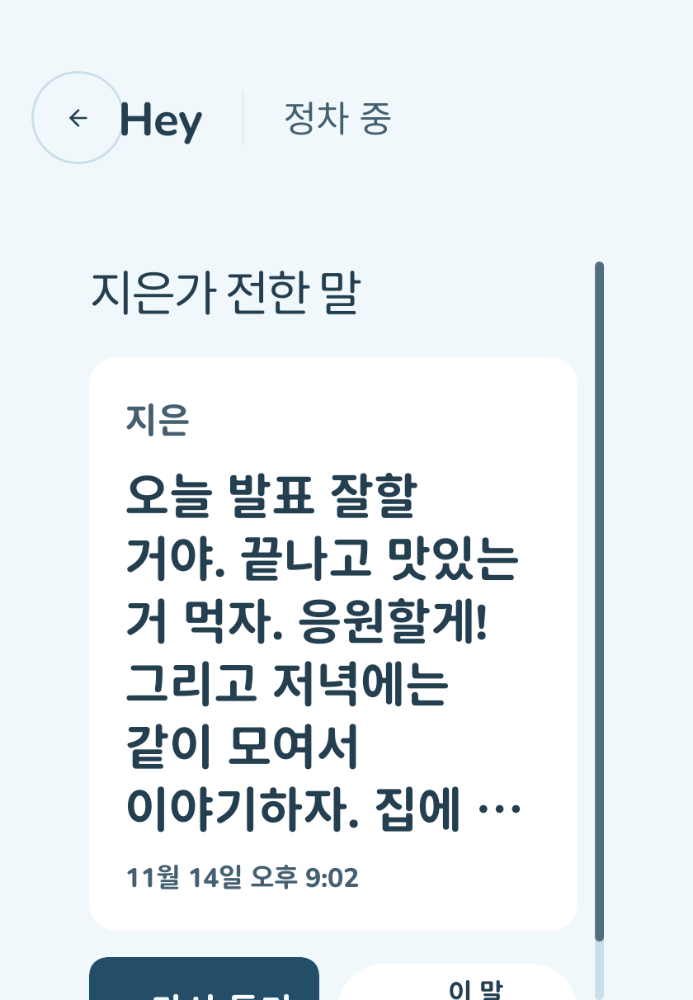 Hey
정차 중
지은가 전한 말
지은
오늘 발표 잘할
거야. 끝나고 맛있는
거 먹자. 응원할게!
그리고 저녁에는
같이 모여서
이야기하자. 집에 ⋯
11월 14일 오후 9:02
이 말